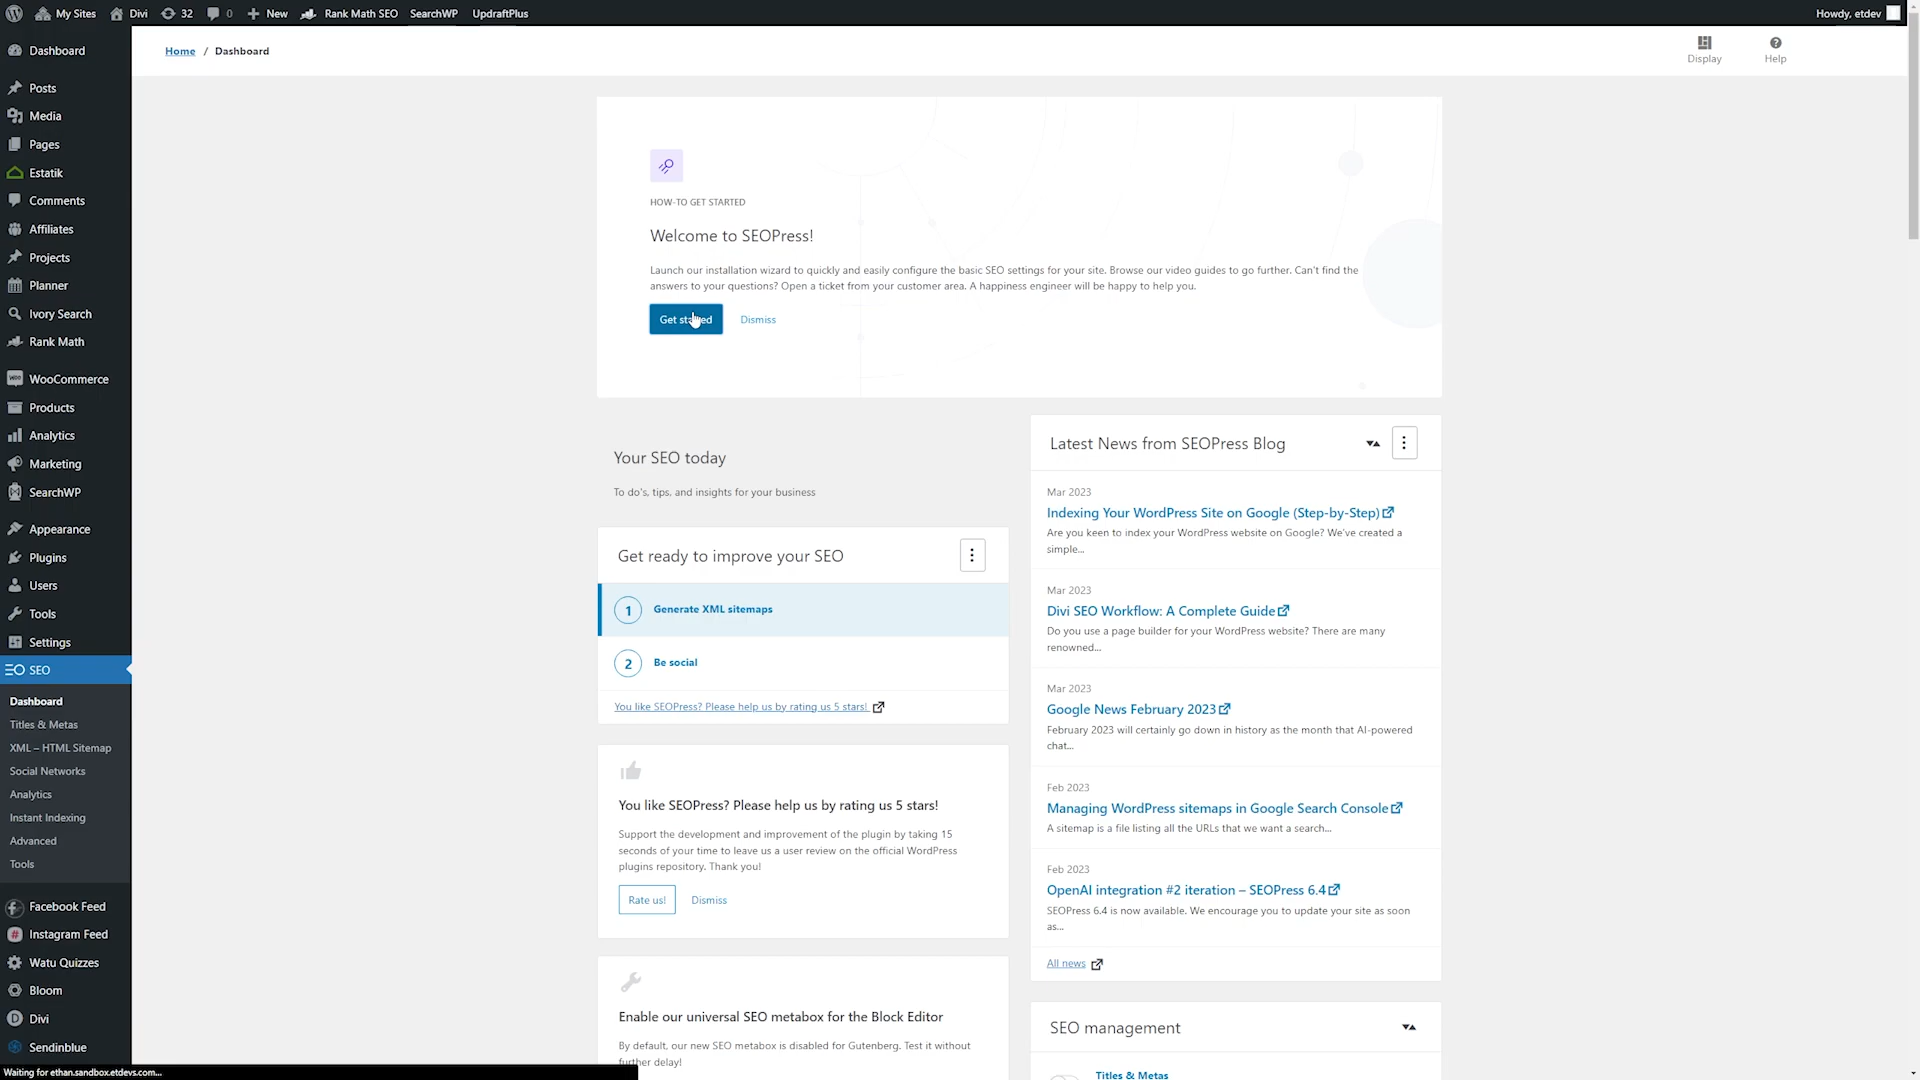 My Sites
Divi
32
0
New
Rank Math SEO
SearchWP
UpdraftPlus
Howdy, etdev
Dashboard
Posts
Media
Pages
Estatik
Comments
Affiliates
Projects
Planner
Ivory Search
Rank Math
WooCommerce
Products
Analytics
Marketing
SearchWP
Appearance
Plugins
Users
Tools
Settings
SEO
Dashboard
Titles & Metas
XML – HTML Sitemap
Social Networks
Analytics
Instant Indexing
Advanced
Tools
Facebook Feed
Instagram Feed
Watu Quizzes
Bloom
Divi
Sendinblue
Waiting for ethan.sandbox.etdevs.com...
Home / Dashboard
Display
Help
HOW-TO GET STARTED
Welcome to SEOPress!
Launch our installation wizard to quickly and easily configure the basic SEO settings for your site. Browse our video guides to go further. Can't find the
answers to your questions? Open a ticket from your customer area. A happiness engineer will be happy to help you.
Get started
Dismiss
Your SEO today
To do's, tips, and insights for your business
Get ready to improve your SEO
1 Generate XML sitemaps
2 Be social
You like SEOPress? Please help us by rating us 5 stars!
You like SEOPress? Please help us by rating us 5 stars!
Support the development and improvement of the plugin by taking 15
seconds of your time to leave us a user review on the official WordPress
plugins repository. Thank you!
Rate us!
Dismiss
Enable our universal SEO metabox for the Block Editor
By default, our new SEO metabox is disabled for Gutenberg. Test it without
further delay!
Latest News from SEOPress Blog
Mar 2023
Indexing Your WordPress Site on Google (Step-by-Step)
Are you keen to index your WordPress website on Google? We've created a
simple...
Mar 2023
Divi SEO Workflow: A Complete Guide
Do you use a page builder for your WordPress website? There are many
renowned...
Mar 2023
Google News February 2023
February 2023 will certainly go down in history as the month that AI-powered
chat...
Feb 2023
Managing WordPress sitemaps in Google Search Console
A sitemap is a file listing all the URLs that we want a search...
Feb 2023
OpenAI integration #2 iteration – SEOPress 6.4
SEOPress 6.4 is now available. We encourage you to update your site as soon
as...
All news
SEO management
Titles & Metas